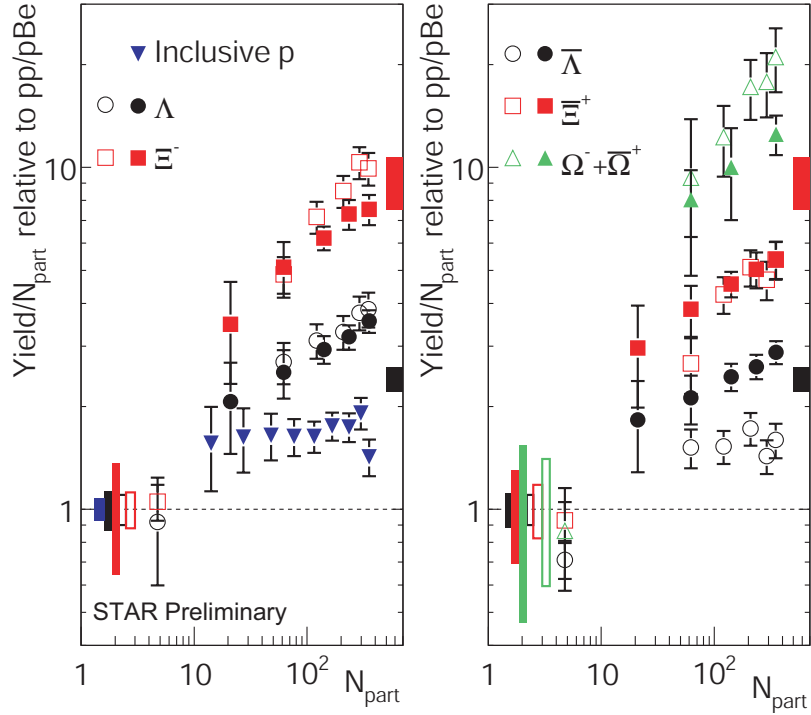 Yield/N_part relative to pp/pBe
Inclusive p
Λ
Ξ⁻
10
1
STAR Preliminary
1 10 10² N_part
Yield/N_part relative to pp/pBe
Λ̅
Ξ̅⁺
Ω⁻+Ω̅⁺
10
1
1 10 10² N_part